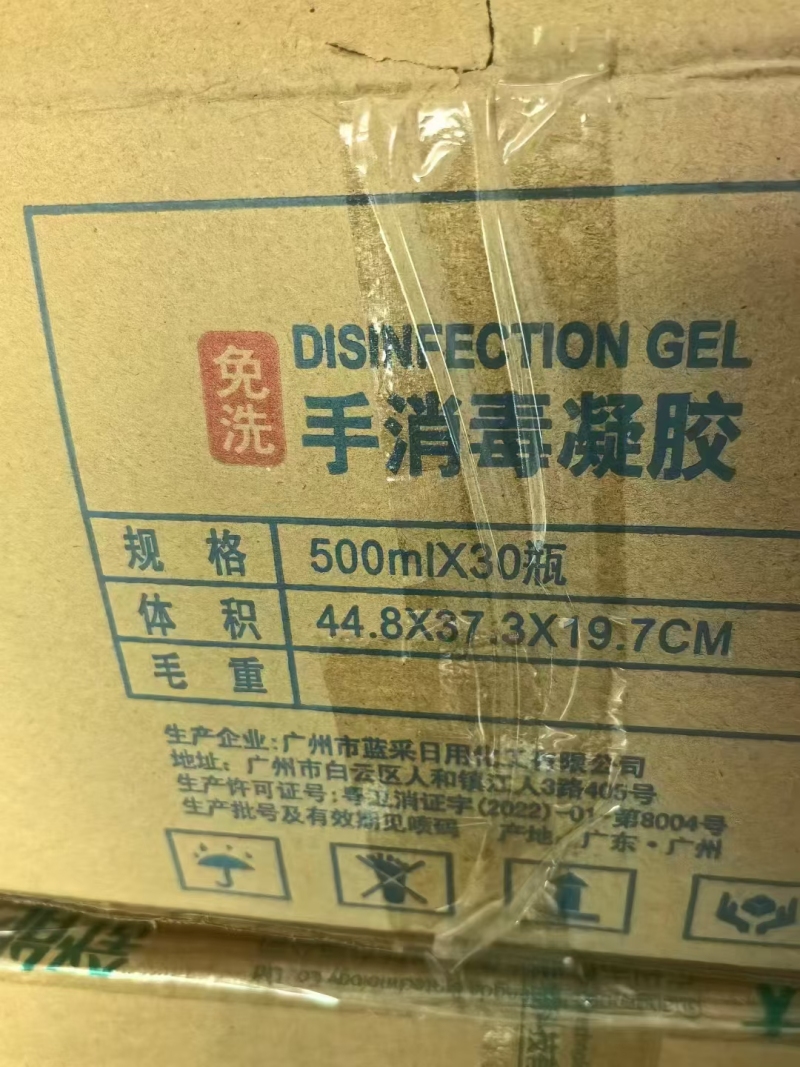 DISINFECTION GEL
免洗
手消毒凝胶
规格 500mlX30瓶
体积 44.8X37.3X19.7CM
毛重
生产企业:广州市蓝采日用化工有限公司
地址:广州市白云区人和镇江人3路405号
生产许可证号:粤卫消证字(2022)-01-第8004号
生产批号及有效期见喷码 产地:广东·广州